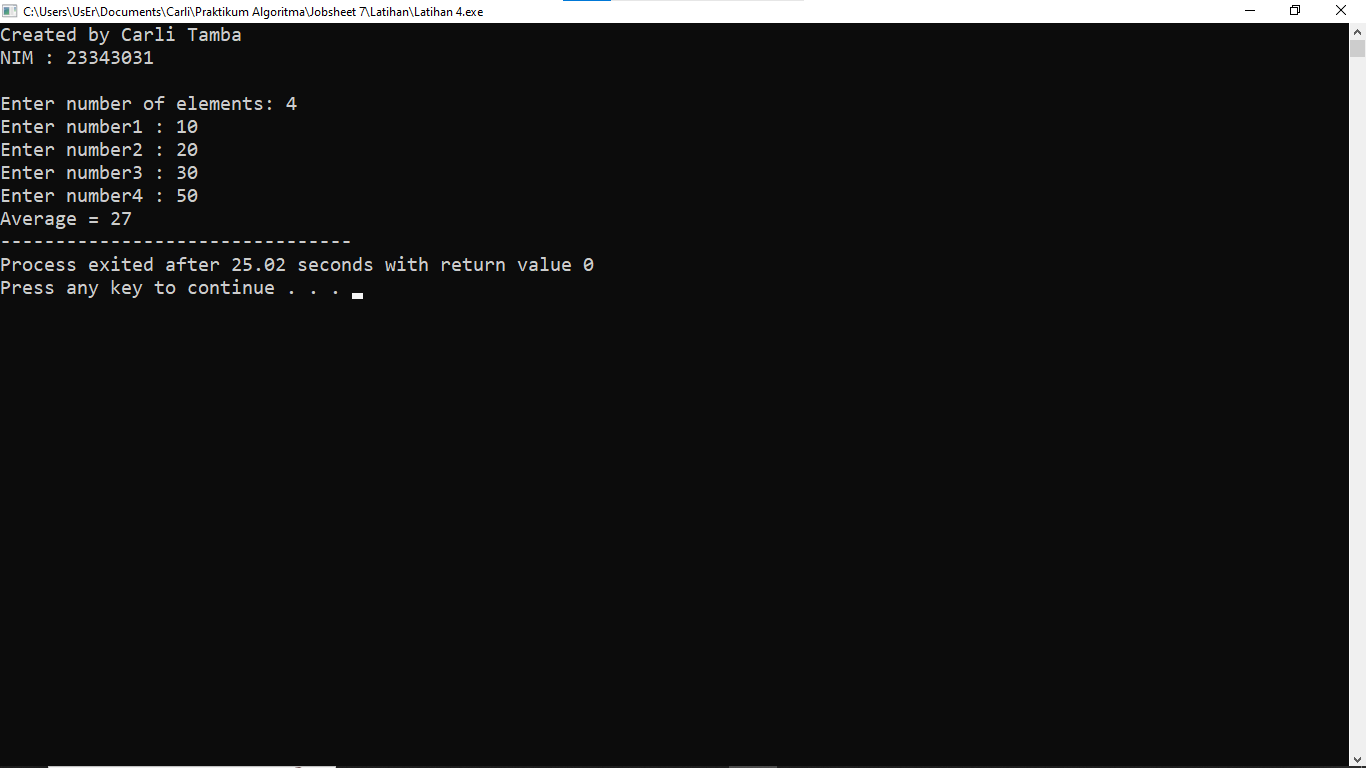 C:\Users\UsEr\Documents\Carli\Praktikum Algoritma\Jobsheet 7\Latihan\Latihan 4.exe
Created by Carli Tamba
NIM : 23343031
Enter number of elements: 4
Enter number1 : 10
Enter number2 : 20
Enter number3 : 30
Enter number4 : 50
Average = 27
--------------------------------
Process exited after 25.02 seconds with return value 0
Press any key to continue . . .